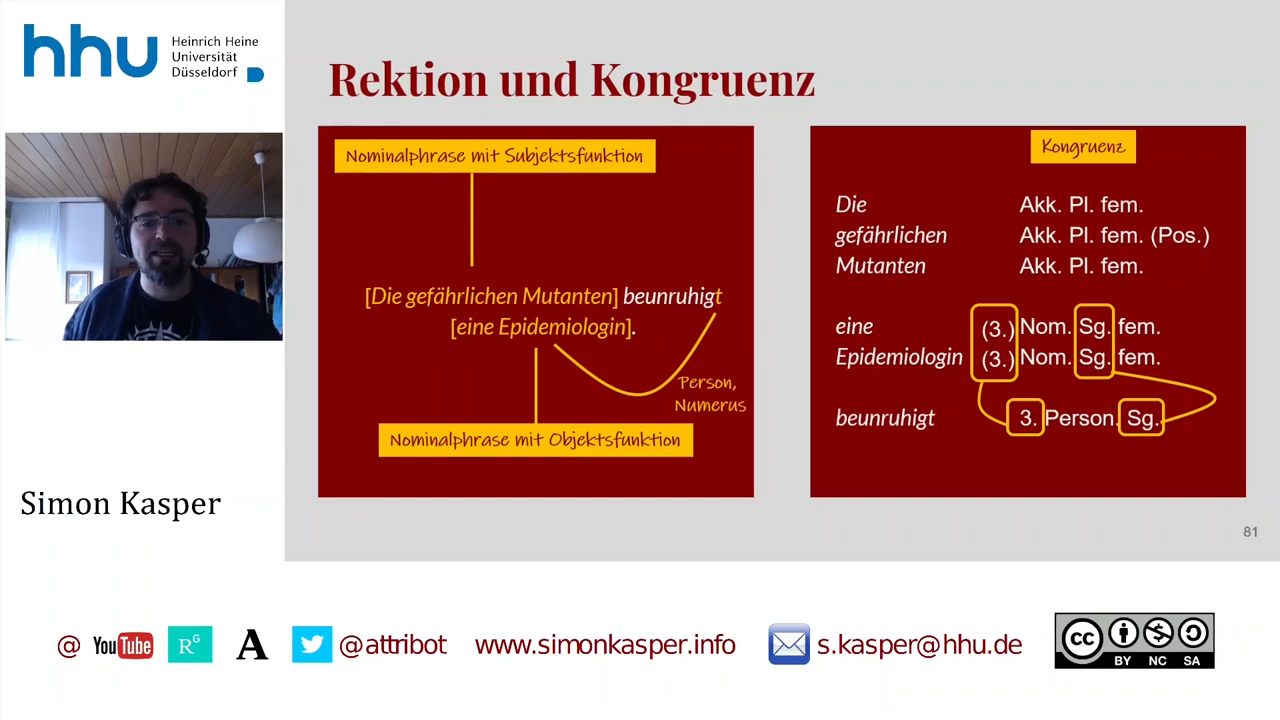 hhu
Heinrich Heine
Universität
Düsseldorf
Simon Kasper
Rektion und Kongruenz
Nominalphrase mit Subjektsfunktion
[Die gefährlichen Mutanten] beunruhigt
[eine Epidemiologin].
Person,
Numerus
Nominalphrase mit Objektsfunktion
Kongruenz
Die Akk. Pl. fem.
gefährlichen Akk. Pl. fem. (Pos.)
Mutanten Akk. Pl. fem.
eine (3.) Nom. Sg. fem.
Epidemiologin (3.) Nom. Sg. fem.
beunruhigt 3. Person. Sg.
81
@ YouTube RG A @attribot www.simonkasper.info s.kasper@hhu.de
cc BY NC SA